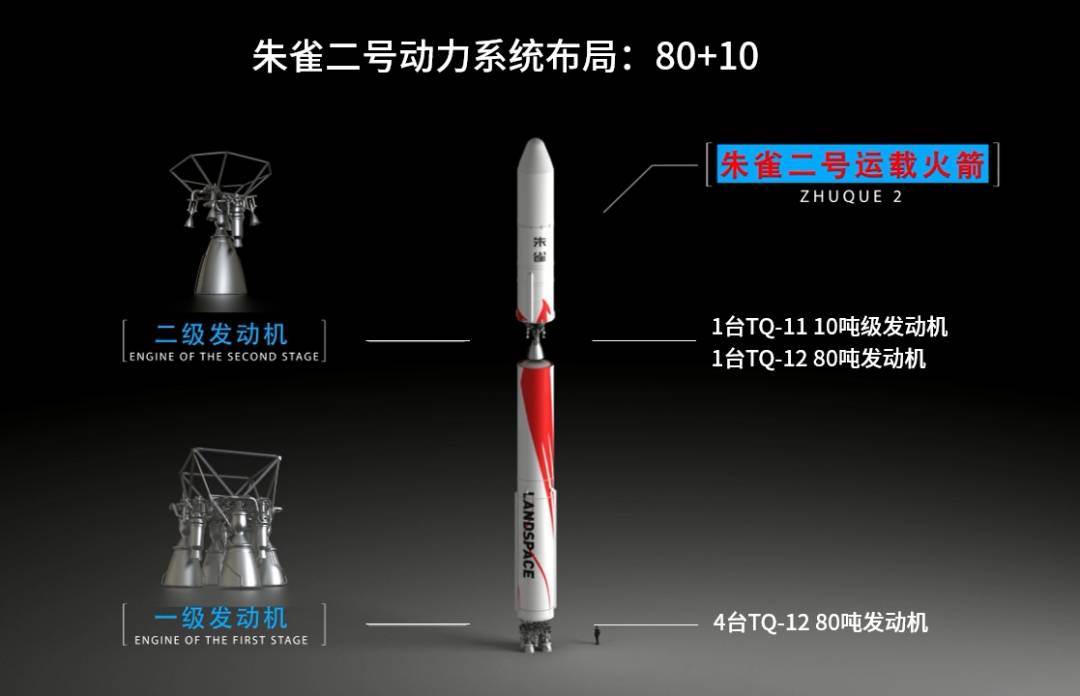 朱雀二号动力系统布局：80+10
朱雀二号运载火箭
ZHUQUE 2
朱雀
二级发动机
ENGINE OF THE SECOND STAGE
1台TQ-11 10吨级发动机
1台TQ-12 80吨发动机
LANDSPACE
一级发动机
ENGINE OF THE FIRST STAGE
4台TQ-12 80吨发动机